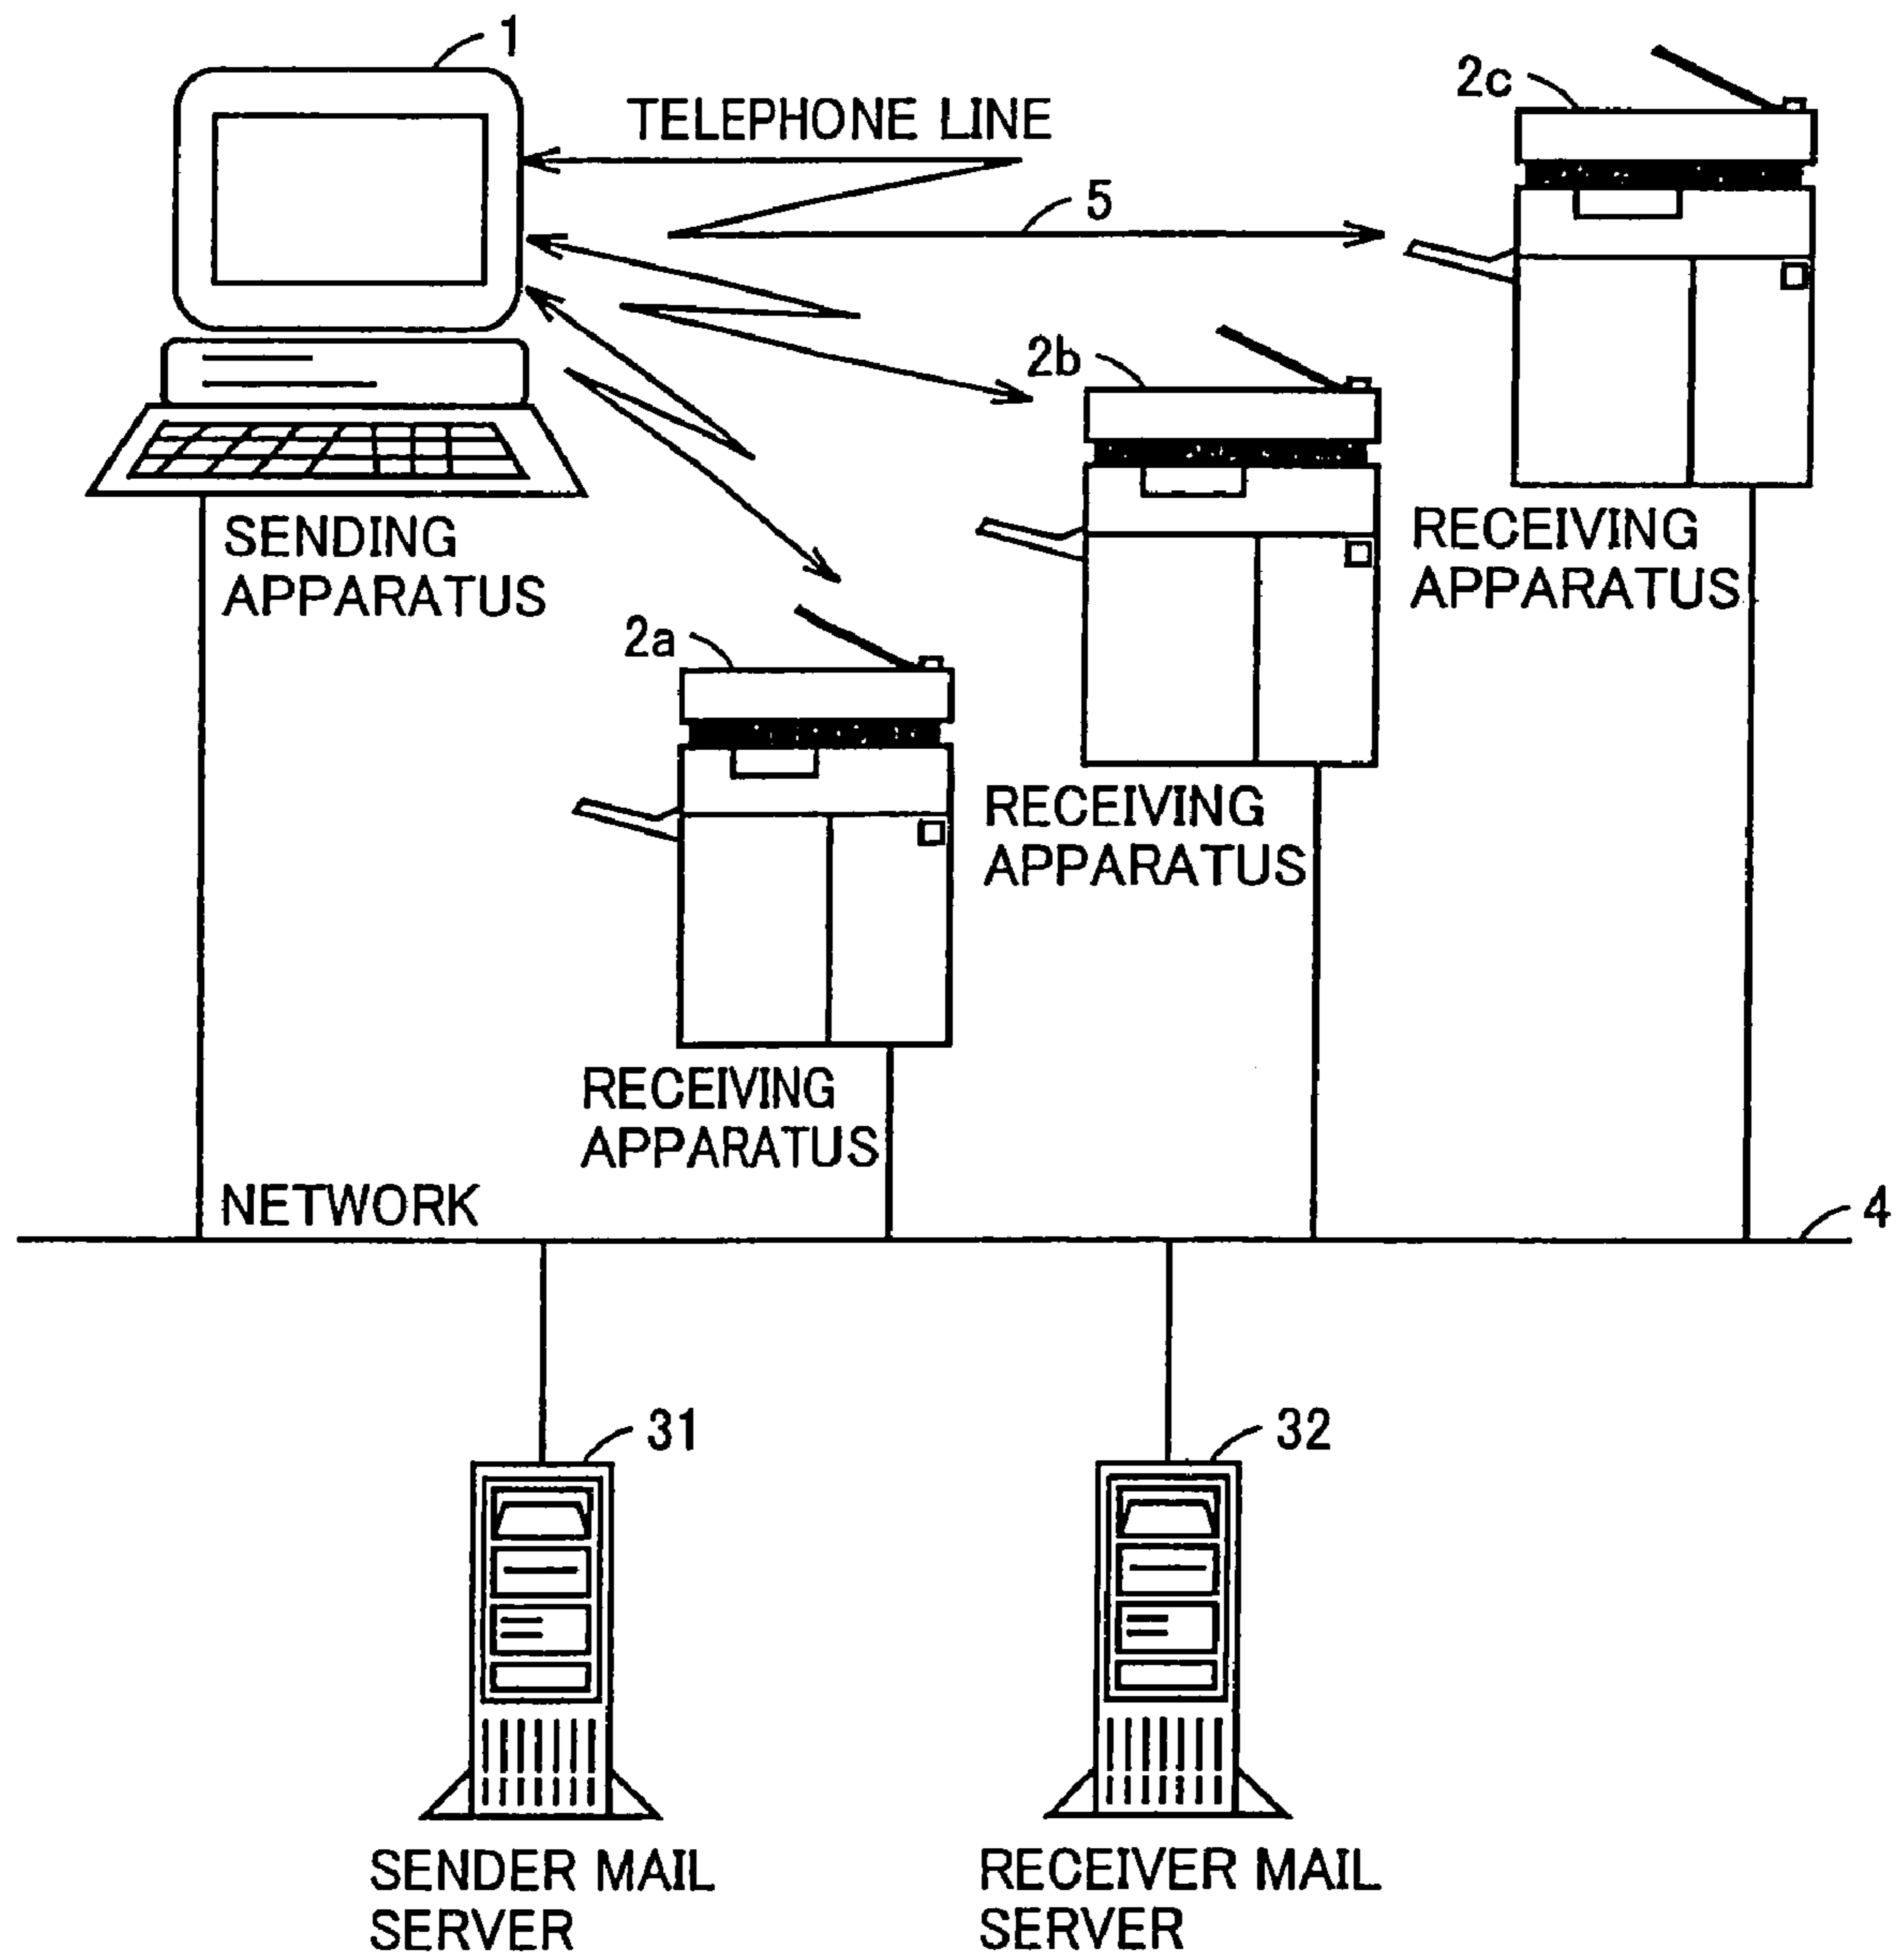 1
2c
TELEPHONE LINE
5
2b
SENDING
APPARATUS
RECEIVING
APPARATUS
2a
RECEIVING
APPARATUS
RECEIVING
APPARATUS
NETWORK
4
31
32
SENDER MAIL
SERVER
RECEIVER MAIL
SERVER